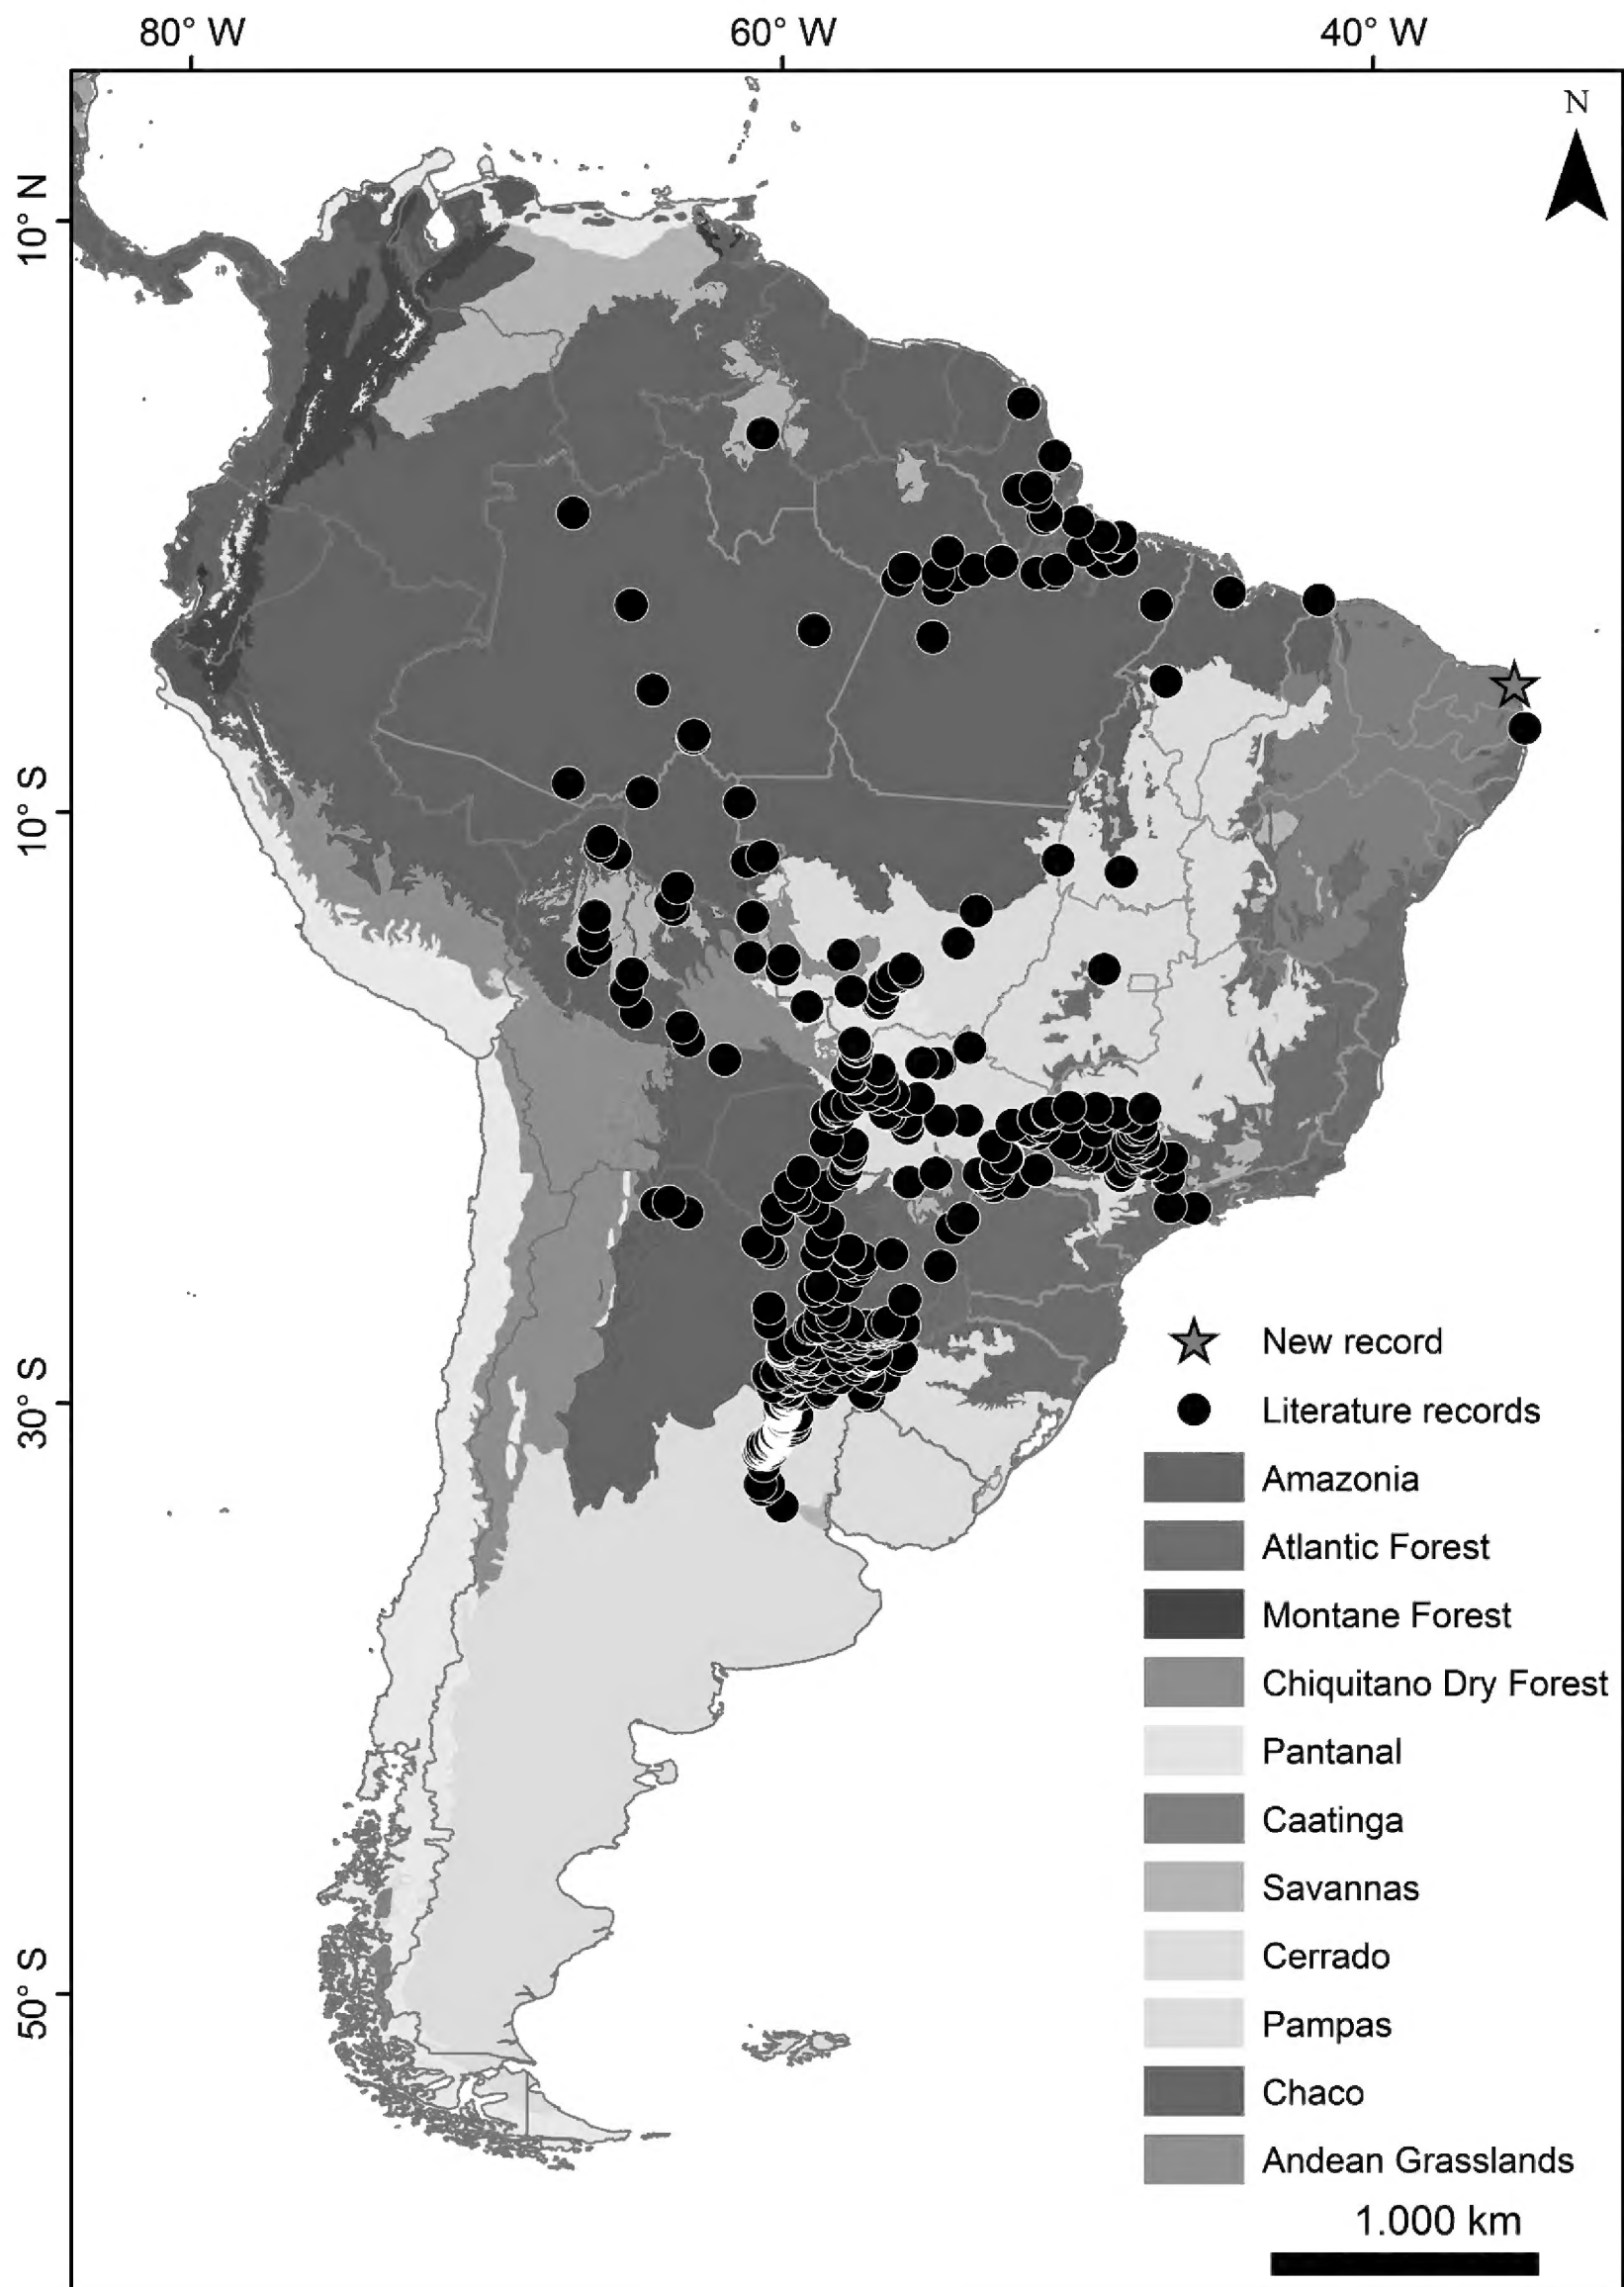 80° W
60° W
40° W
N
10° N
10° S
30° S
50° S
New record
Literature records
Amazonia
Atlantic Forest
Montane Forest
Chiquitano Dry Forest
Pantanal
Caatinga
Savannas
Cerrado
Pampas
Chaco
Andean Grasslands
1.000 km